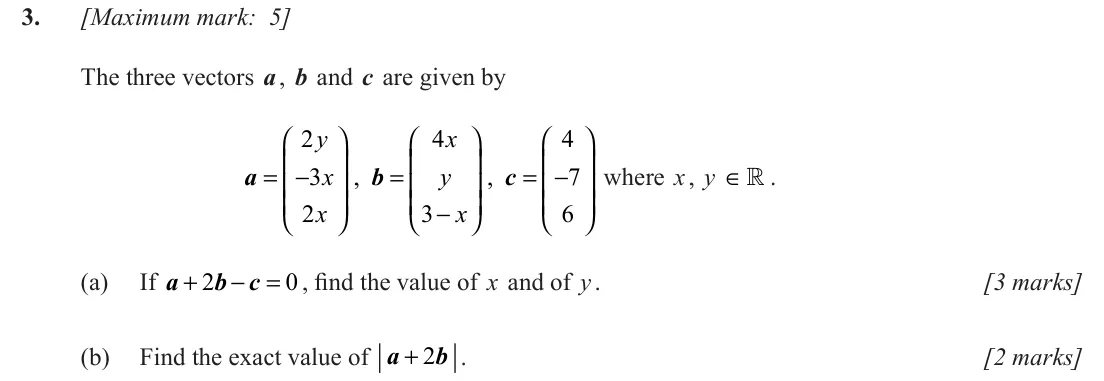 3. [Maximum mark: 5]
The three vectors a, b and c are given by
a = ( 2y −3x 2x ), b = ( 4x y 3 − x ), c = ( 4 −7 6 ) where x, y ∈ ℝ.
(a) If a + 2b − c = 0, find the value of x and of y. [3 marks]
(b) Find the exact value of |a + 2b|. [2 marks]